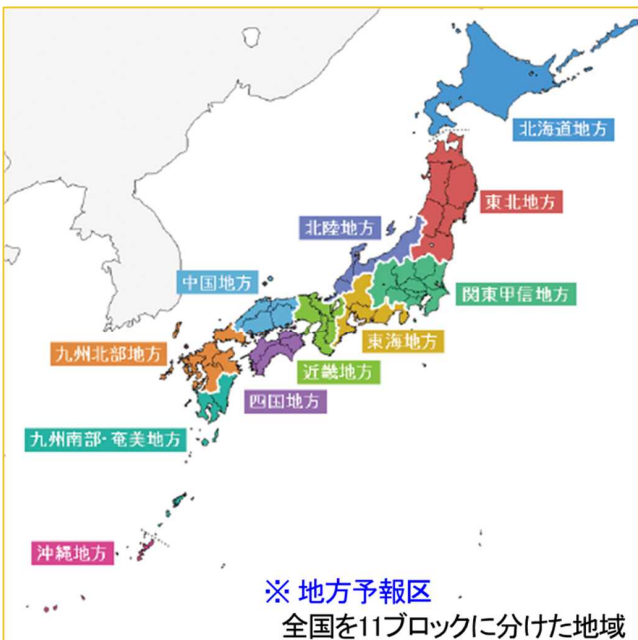 北海道地方
東北地方
北陸地方
中国地方
関東甲信地方
東海地方
九州北部地方
近畿地方
四国地方
九州南部・奄美地方
沖縄地方
※ 地方予報区
全国を11ブロックに分けた地域